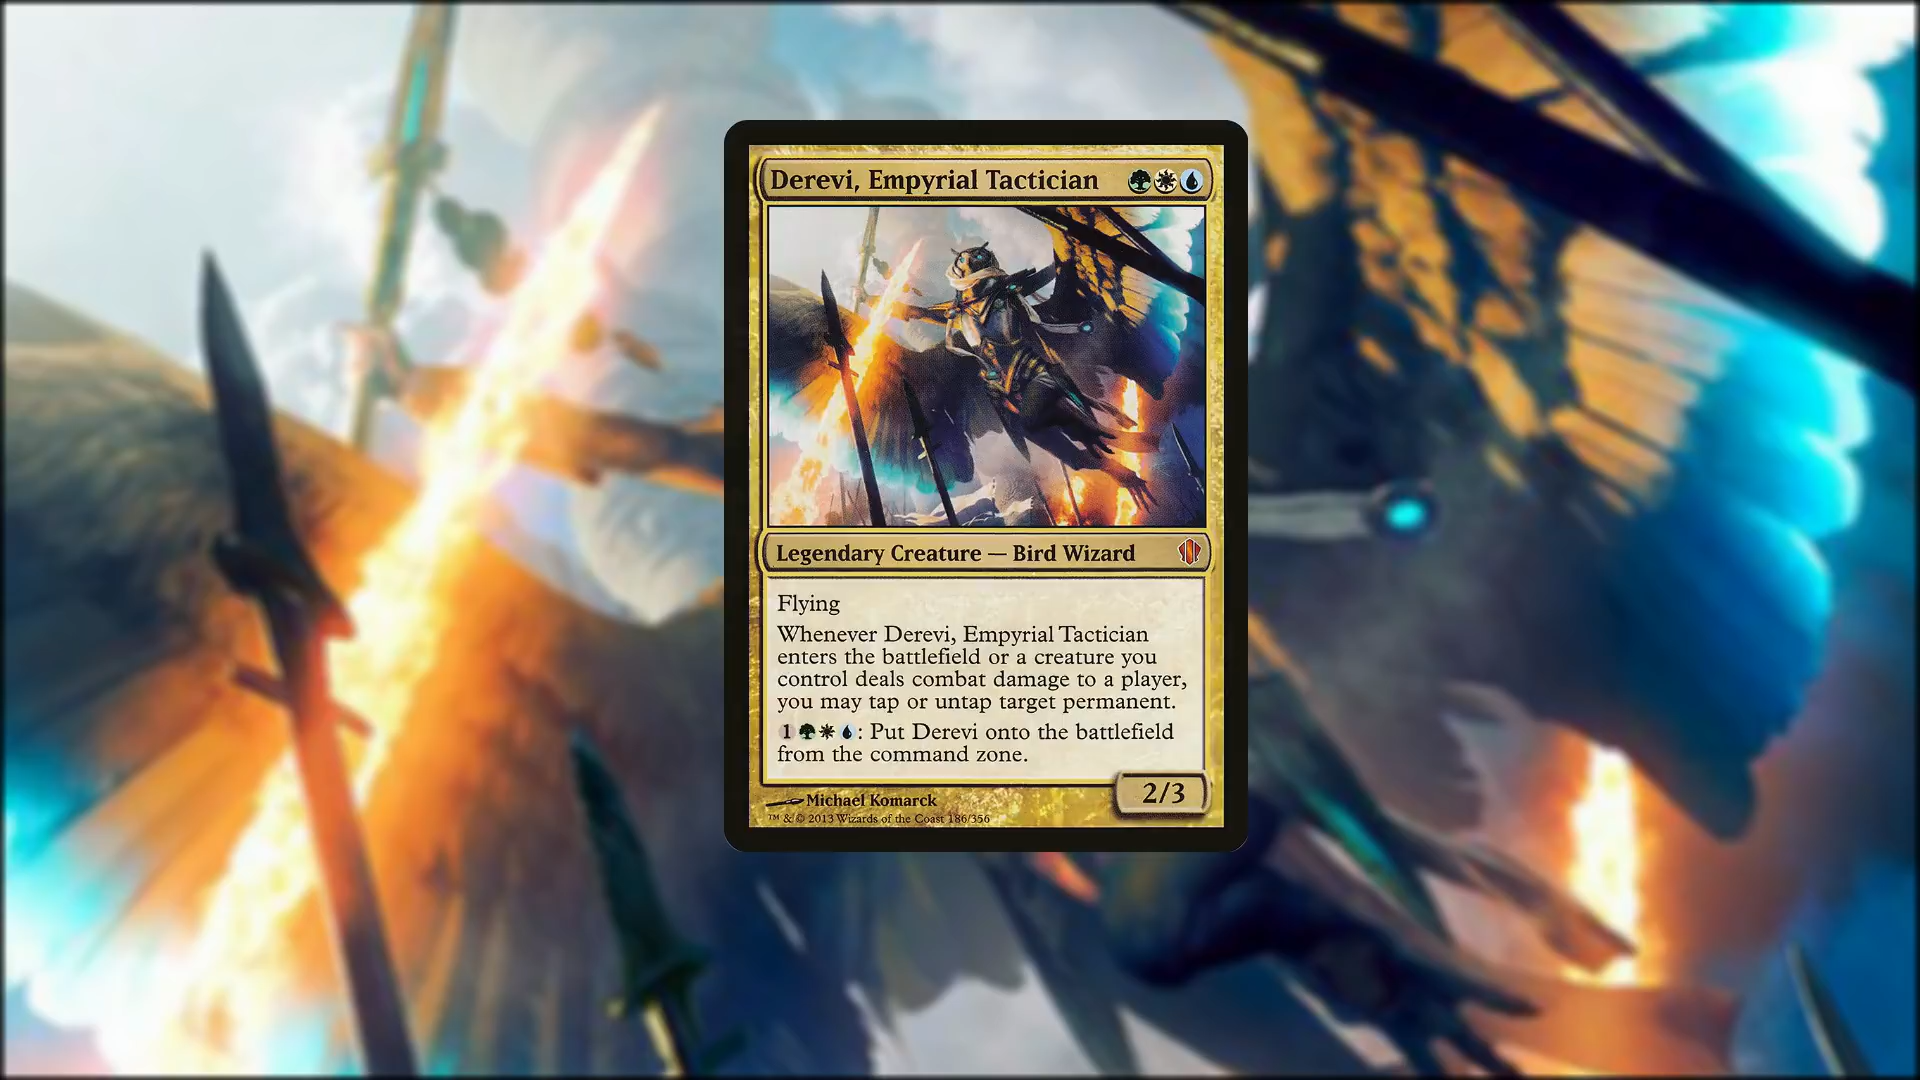 Derevi, Empyrial Tactician
Legendary Creature — Bird Wizard
Flying
Whenever Derevi, Empyrial Tactician
enters the battlefield or a creature you
control deals combat damage to a player,
you may tap or untap target permanent.
1: Put Derevi onto the battlefield
from the command zone.
2/3
Michael Komarck
™ & © 2013 Wizards of the Coast 186/356